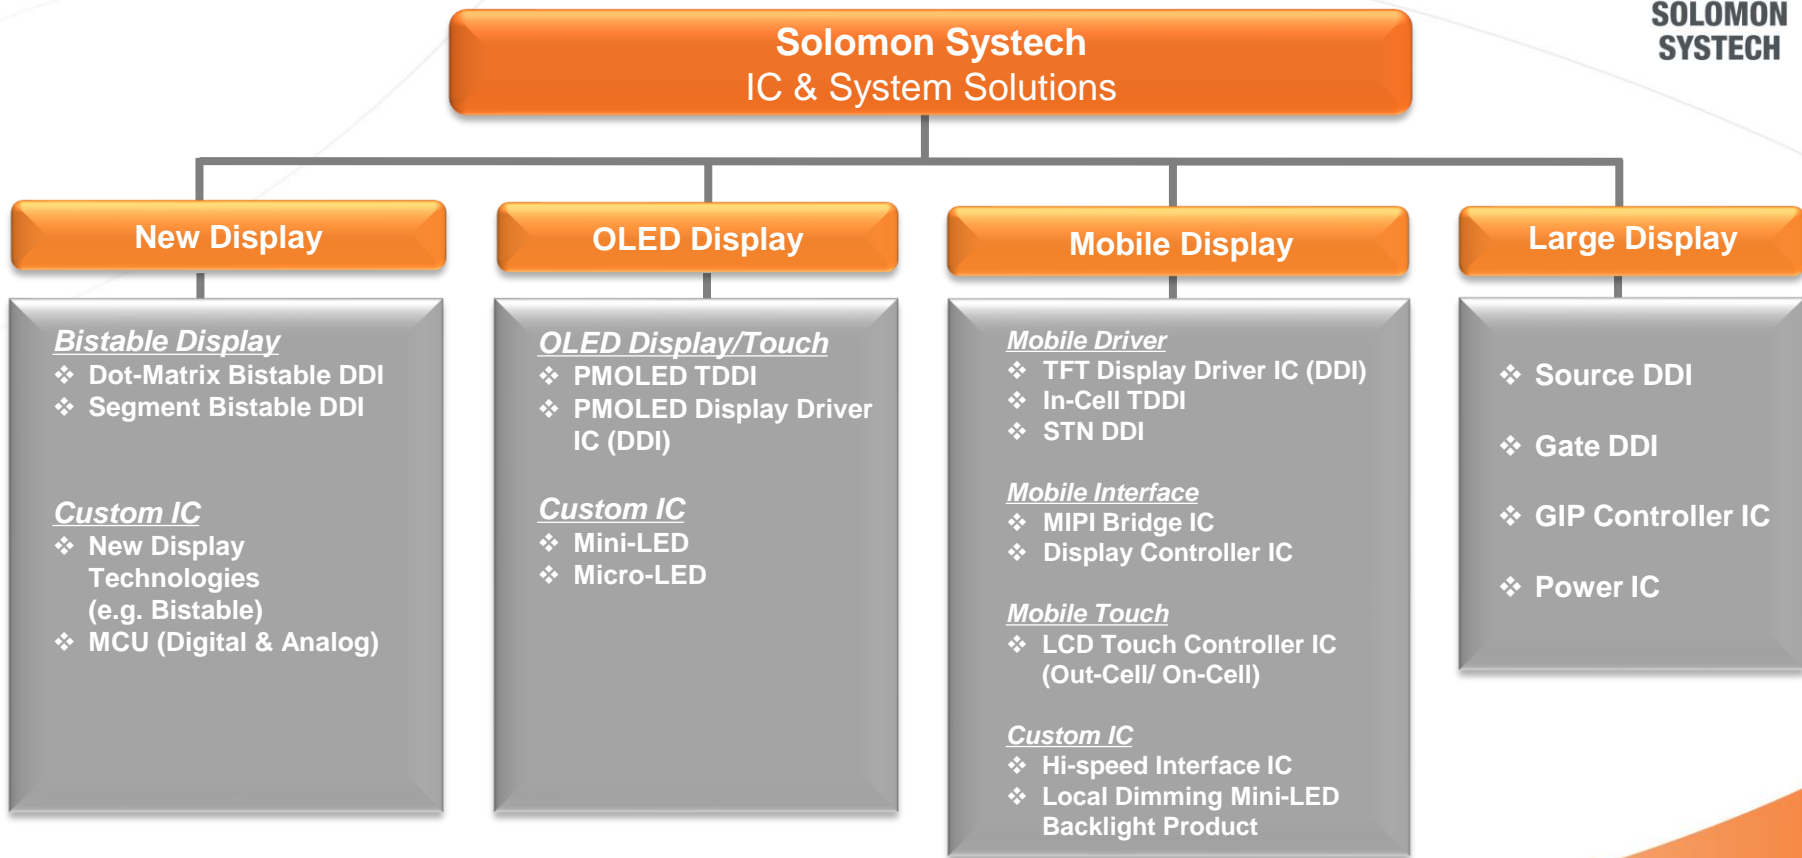 SOLOMON
SYSTECH
Solomon Systech
IC & System Solutions
New Display
Bistable Display
❖ Dot-Matrix Bistable DDI
❖ Segment Bistable DDI
Custom IC
❖ New Display
Technologies
(e.g. Bistable)
❖ MCU (Digital & Analog)
OLED Display
OLED Display/Touch
❖ PMOLED TDDI
❖ PMOLED Display Driver
IC (DDI)
Custom IC
❖ Mini-LED
❖ Micro-LED
Mobile Display
Mobile Driver
❖ TFT Display Driver IC (DDI)
❖ In-Cell TDDI
❖ STN DDI
Mobile Interface
❖ MIPI Bridge IC
❖ Display Controller IC
Mobile Touch
❖ LCD Touch Controller IC
(Out-Cell/ On-Cell)
Custom IC
❖ Hi-speed Interface IC
❖ Local Dimming Mini-LED
Backlight Product
Large Display
❖ Source DDI
❖ Gate DDI
❖ GIP Controller IC
❖ Power IC